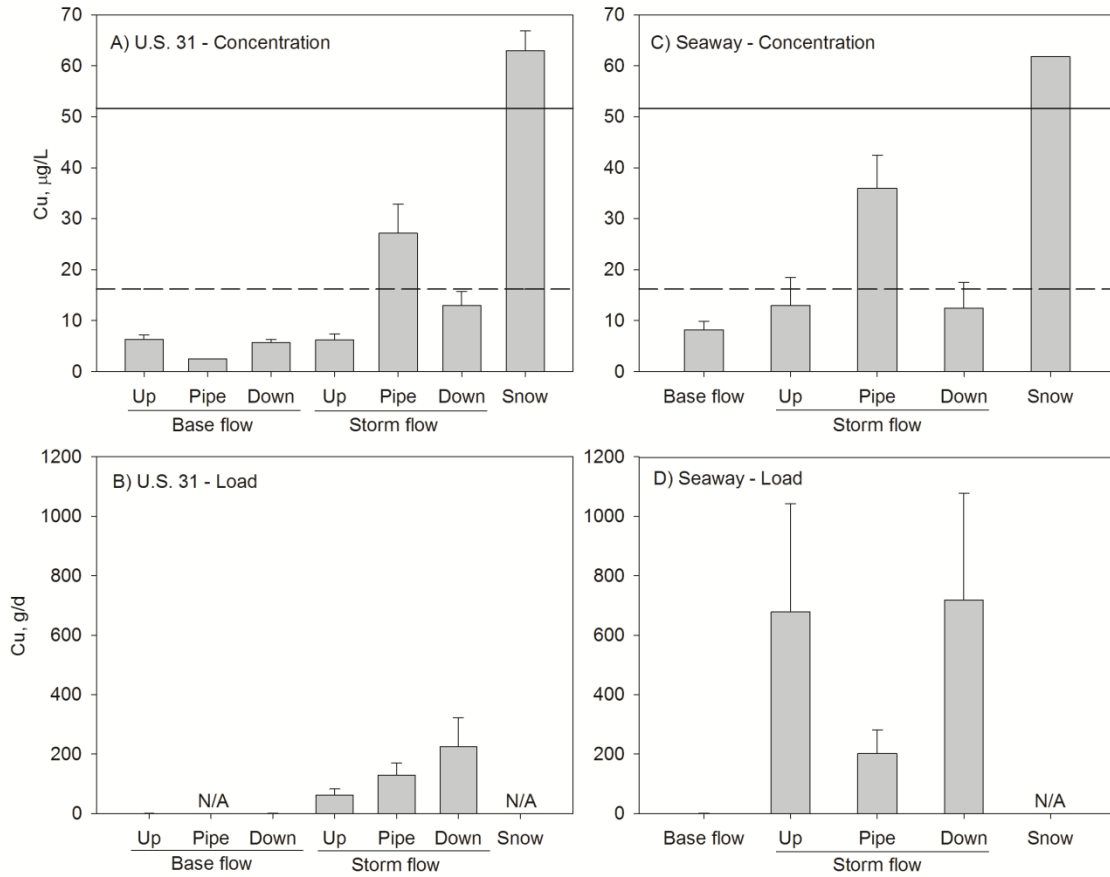 A) U.S. 31 - Concentration
Cu, µg/L
70
60
50
40
30
20
10
0
Up Pipe Down Up Pipe Down Snow
Base flow Storm flow
C) Seaway - Concentration
70
60
50
40
30
20
10
0
Base flow Up Pipe Down Snow
Storm flow
B) U.S. 31 - Load
Cu, g/d
1200
1000
800
600
400
200
0
N/A N/A
Up Pipe Down Up Pipe Down Snow
Base flow Storm flow
D) Seaway - Load
1200
1000
800
600
400
200
0
N/A
Base flow Up Pipe Down Snow
Storm flow